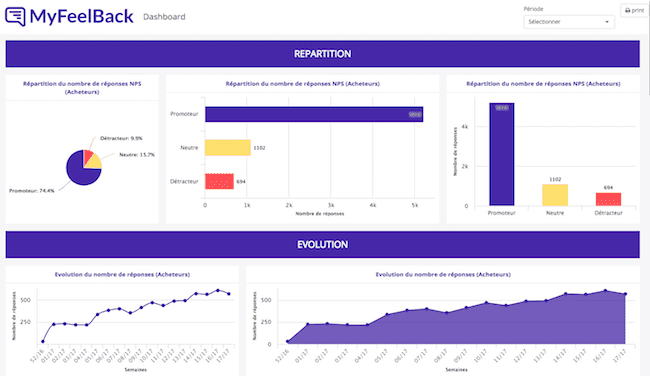 MyFeelBack
Dashboard
Période
Sélectionner
print
REPARTITION
Répartition du nombre de réponses NPS
(Acheteurs)
Détracteur: 9.9%
Neutre: 15.7%
Promoteur: 74.4%
Répartition du nombre de réponses NPS (Acheteurs)
Promoteur
Neutre
1102
Détracteur
694
0 1k 2k 3k 4k 5k
Nombre de réponses
Répartition du nombre de réponses NPS (Acheteurs)
Nombre de réponses
4k
2k
0
1102
694
Promoteur Neutre Détracteur
EVOLUTION
Evolution du nombre de réponses (Acheteurs)
Nombre de réponses
500
250
0
52/16 01/17 02/17 03/17 04/17 05/17 06/17 07/17 08/17 09/17 10/17 11/17 12/17 13/17 14/17 15/17 16/17 17/17
Semaines
Evolution du nombre de réponses (Acheteurs)
Nombre de réponses
500
250
0
52/16 01/17 02/17 03/17 04/17 05/17 06/17 07/17 08/17 09/17 10/17 11/17 12/17 13/17 14/17 15/17 16/17 17/17
Semaines